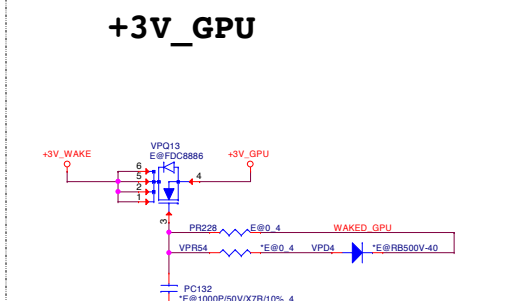 +3V_GPU
VPQ13
+3V_WAKE E@FDC8886 +3V_GPU
6
5 4
2
1
3
PR228 E@0_4 WAKED_GPU
VPR54 *E@0_4 VPD4 *E@RB500V-40
PC132
*E@1000P/50V/X7R/10%_4